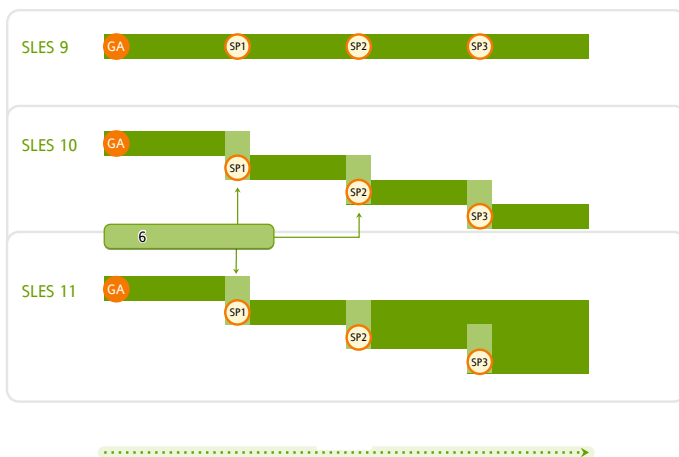 SLES 9 GA SP1 SP2 SP3
SLES 10 GA
SP1
SP2
SP3
6
SLES 11 GA
SP1
SP2
SP3